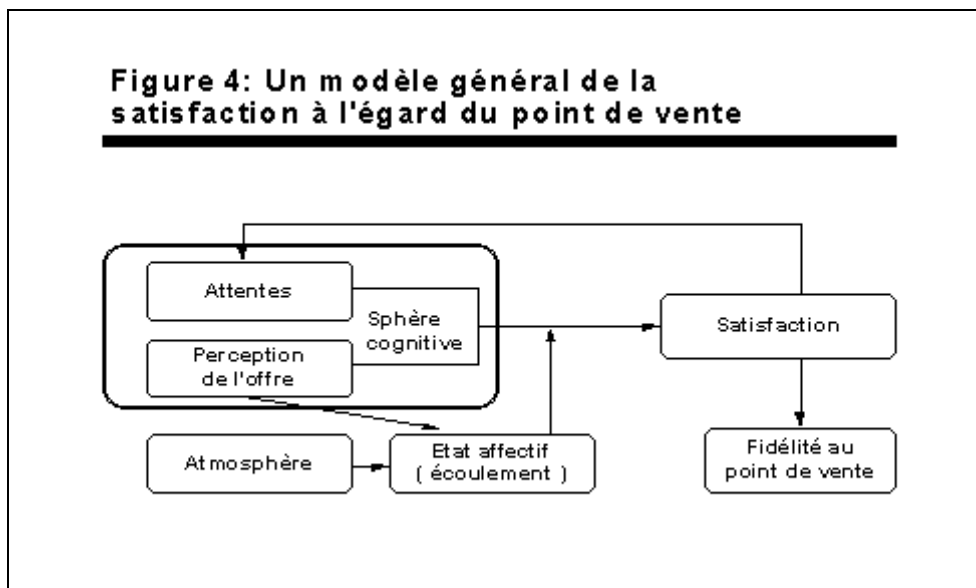 Figure 4: Un modèle général de la
satisfaction à l'égard du point de vente
Attentes
Sphère
cognitive
Satisfaction
Perception
de l'offre
Atmosphère
Etat affectif
( écoulement )
Fidélité au
point de vente